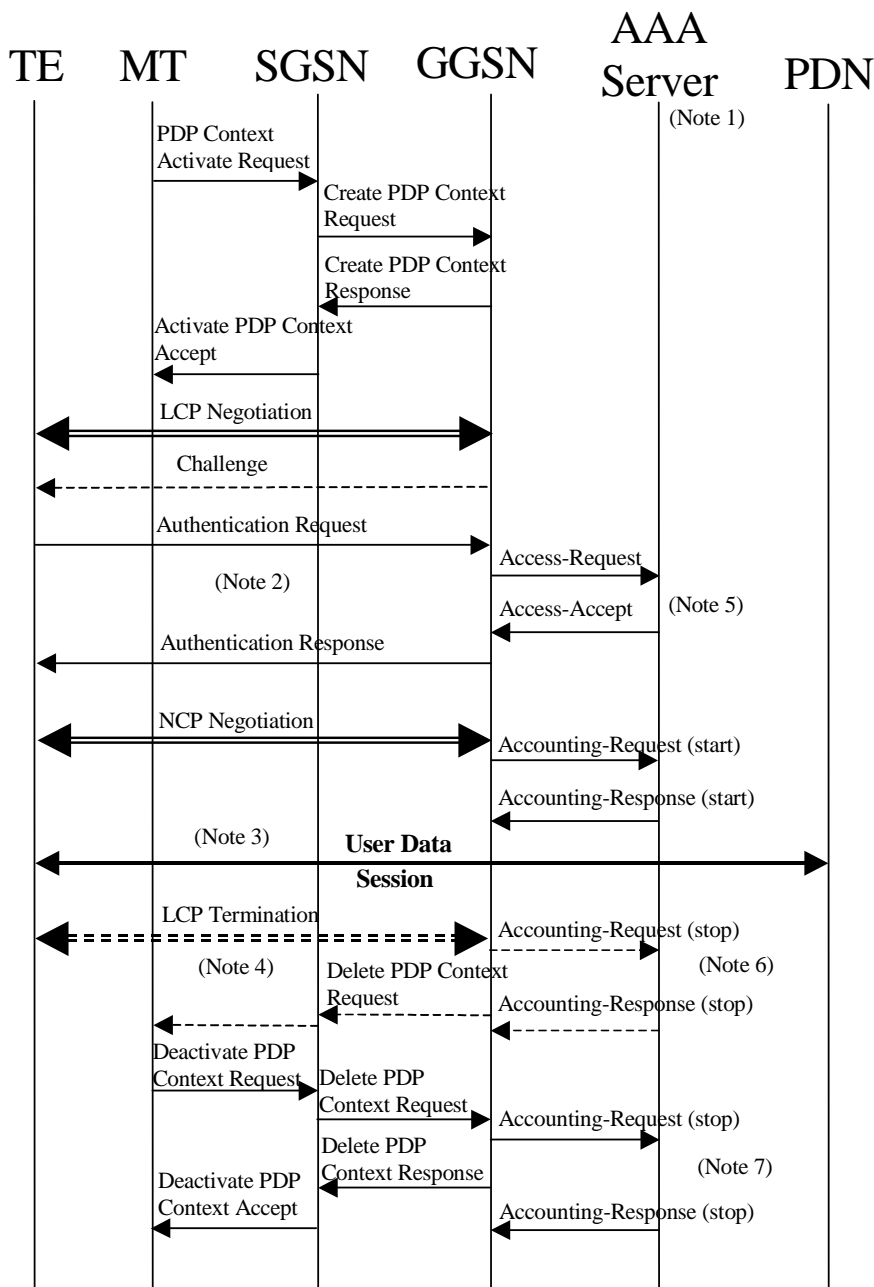 TE
MT
SGSN
GGSN
AAA
Server
PDN
(Note 1)
PDP Context
Activate Request
Create PDP Context
Request
Create PDP Context
Response
Activate PDP Context
Accept
LCP Negotiation
Challenge
Authentication Request
Access-Request
(Note 2)
Access-Accept
(Note 5)
Authentication Response
NCP Negotiation
Accounting-Request (start)
Accounting-Response (start)
(Note 3)
User Data
Session
LCP Termination
Accounting-Request (stop)
(Note 4)
Delete PDP Context
Request
(Note 6)
Accounting-Response (stop)
Deactivate PDP
Context Request
Delete PDP
Context Request
Accounting-Request (stop)
Delete PDP
Context Response
(Note 7)
Deactivate PDP
Context Accept
Accounting-Response (stop)